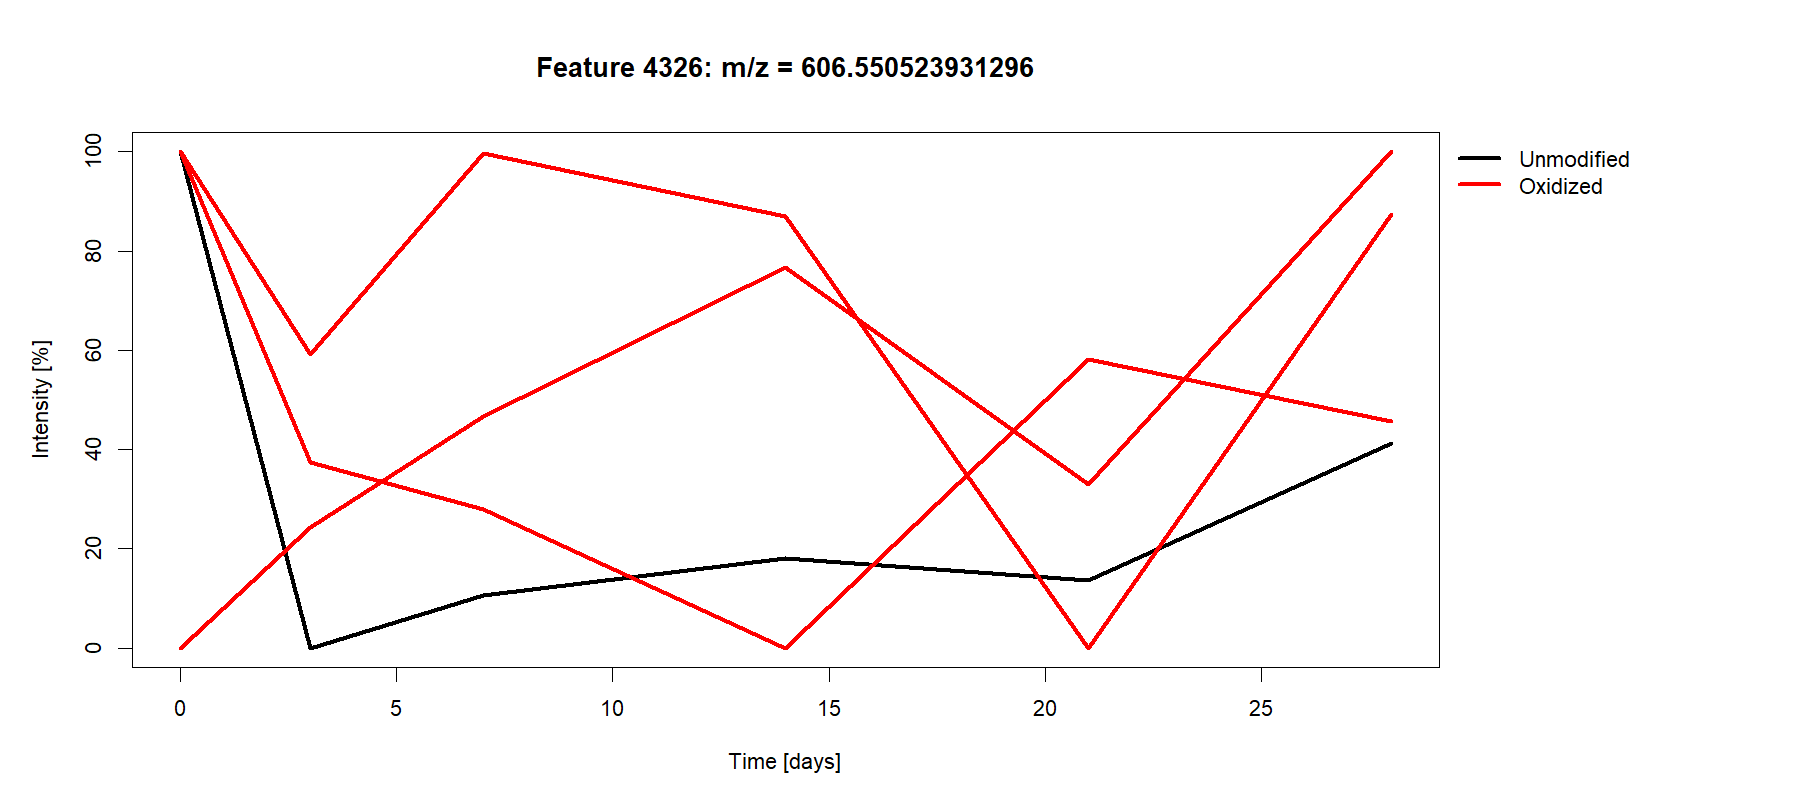 Feature 4326: m/z = 606.550523931296
Unmodified
Oxidized
Intensity [%]
100
80
60
40
20
0
0 5 10 15 20 25
Time [days]